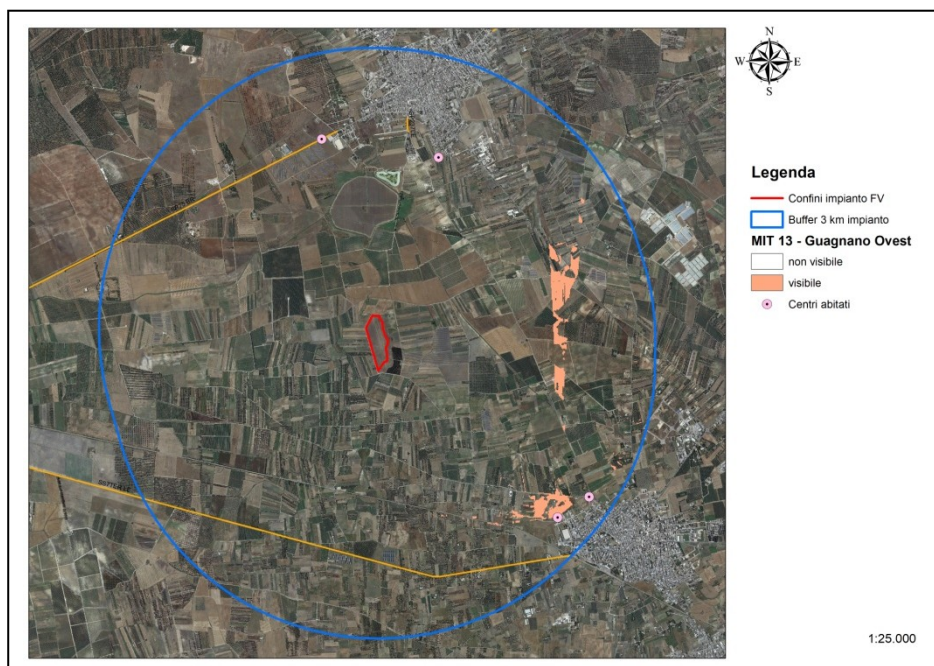 N
W E
S
Legenda
Confini impianto FV
Buffer 3 km impianto
MIT 13 - Guagnano Ovest
non visibile
visibile
Centri abitati
1:25.000